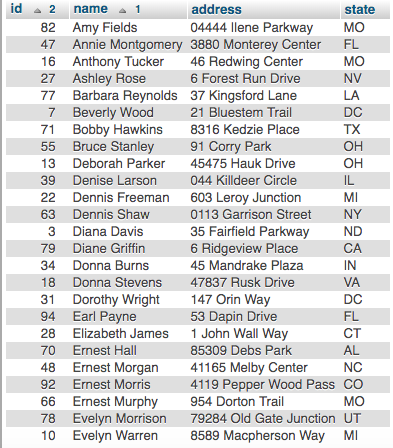 id 2 name 1 address state
82 Amy Fields 04444 Ilene Parkway MO
47 Annie Montgomery 3880 Monterey Center FL
16 Anthony Tucker 46 Redwing Center MO
27 Ashley Rose 6 Forest Run Drive NV
77 Barbara Reynolds 37 Kingsford Lane LA
7 Beverly Wood 21 Bluestem Trail DC
71 Bobby Hawkins 8316 Kedzie Place TX
55 Bruce Stanley 91 Corry Park OH
13 Deborah Parker 45475 Hauk Drive OH
39 Denise Larson 044 Killdeer Circle IL
22 Dennis Freeman 603 Leroy Junction MI
63 Dennis Shaw 0113 Garrison Street NY
3 Diana Davis 35 Fairfield Parkway ND
79 Diane Griffin 6 Ridgeview Place CA
34 Donna Burns 45 Mandrake Plaza IN
18 Donna Stevens 47837 Rusk Drive VA
31 Dorothy Wright 147 Orin Way DC
94 Earl Payne 53 Dapin Drive FL
28 Elizabeth James 1 John Wall Way CT
70 Ernest Hall 85309 Debs Park AL
48 Ernest Morgan 41165 Melby Center NC
92 Ernest Morris 4119 Pepper Wood Pass CO
66 Ernest Murphy 954 Dorton Trail MO
78 Evelyn Morrison 79284 Old Gate Junction UT
10 Evelyn Warren 8589 Macpherson Way MI